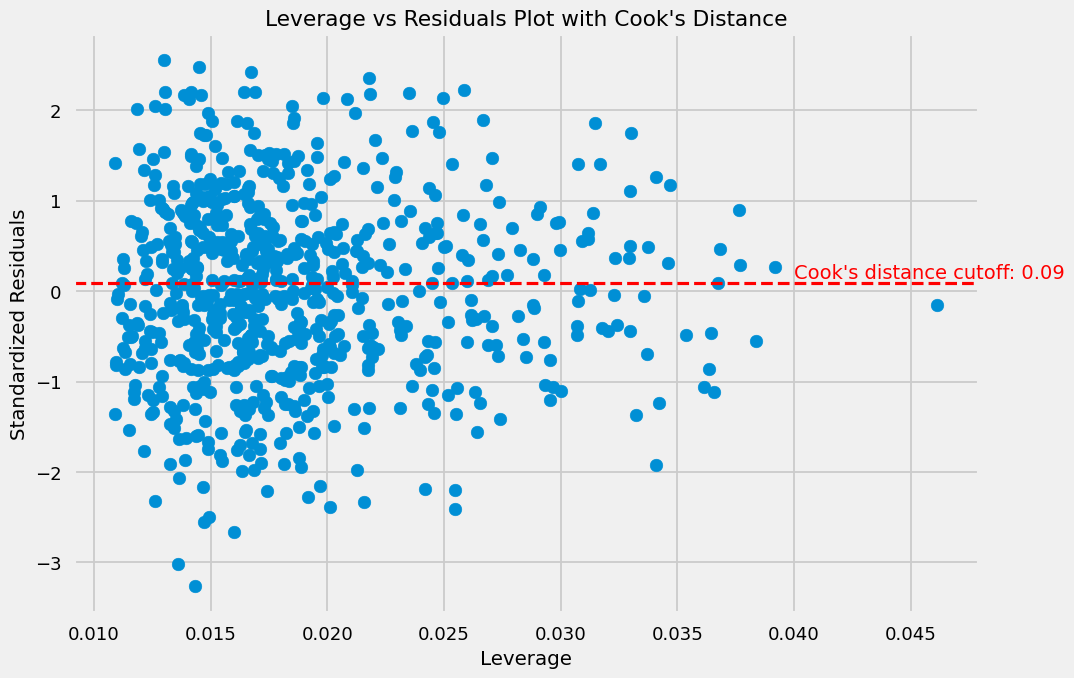 Leverage vs Residuals Plot with Cook's Distance
2
1
0
−1
−2
−3
Standardized Residuals
Cook's distance cutoff: 0.09
0.010 0.015 0.020 0.025 0.030 0.035 0.040 0.045
Leverage